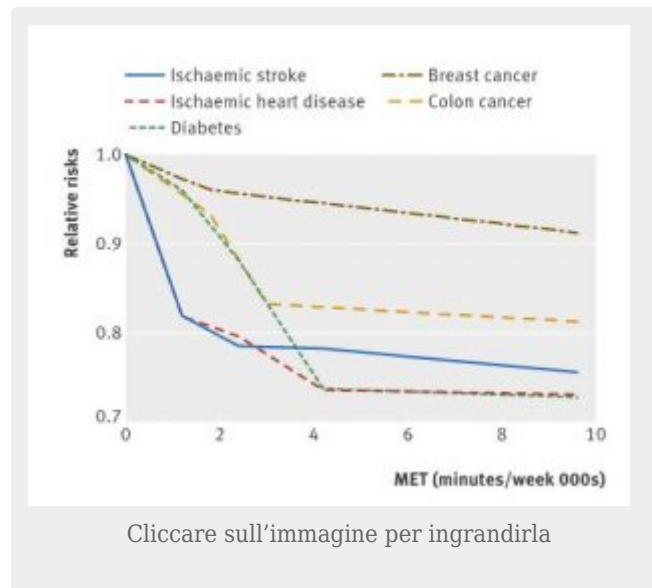 Ischaemic stroke
Breast cancer
Ischaemic heart disease
Colon cancer
Diabetes
Relative risks
1.0
0.9
0.8
0.7
0 2 4 6 8 10
MET (minutes/week 000s)
Cliccare sull’immagine per ingrandirla